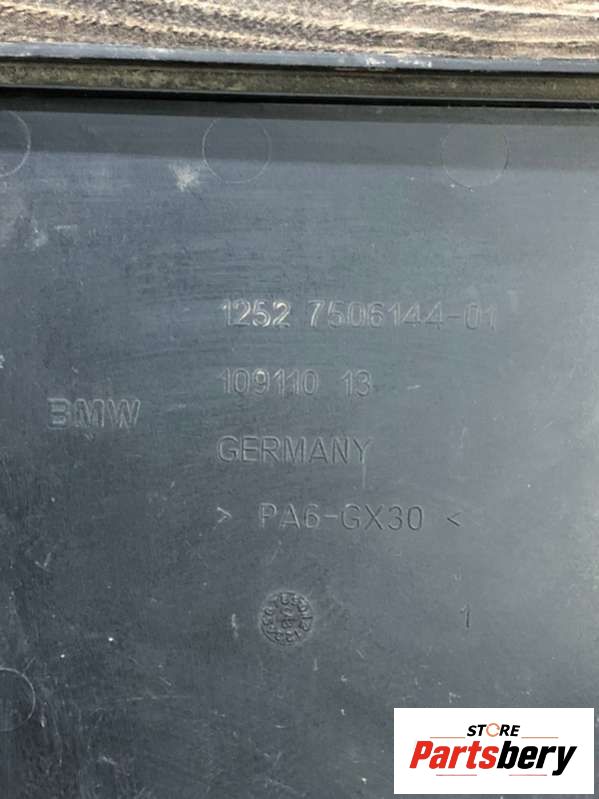 1252 7506144-01
109110 13
BMW
GERMANY
> PA6-GX30 <
1
STORE
Partsbery